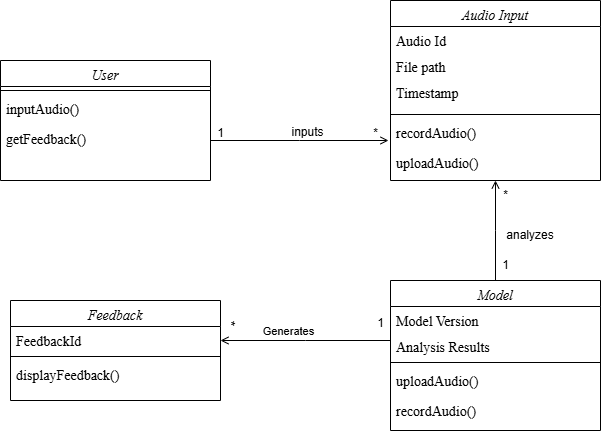 Audio Input
Audio Id
File path
Timestamp
recordAudio()
uploadAudio()
User
inputAudio()
getFeedback()
1 inputs *
*
analyzes
1
Model
Model Version
Analysis Results
uploadAudio()
recordAudio()
* Generates 1
Feedback
FeedbackId
displayFeedback()